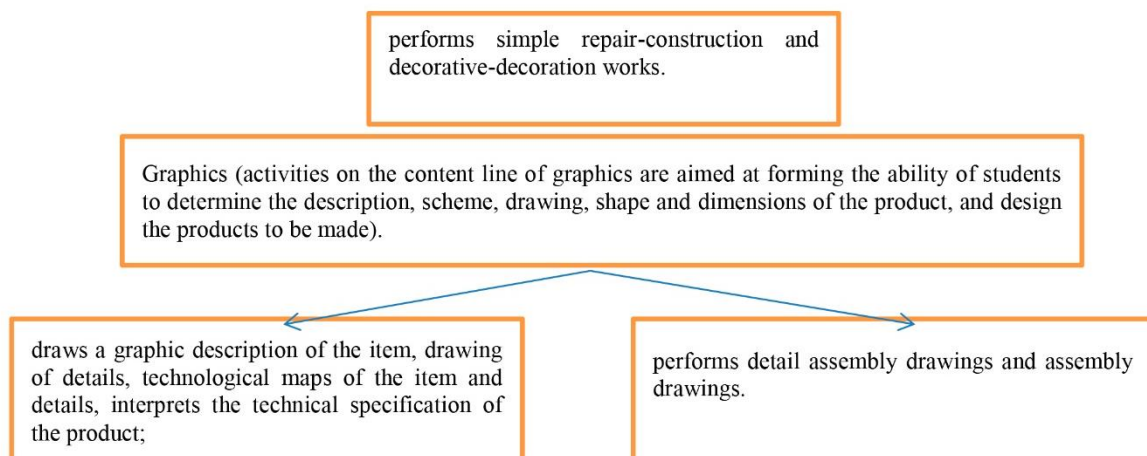 performs simple repair-construction and
decorative-decoration works.
Graphics (activities on the content line of graphics are aimed at forming the ability of students
to determine the description, scheme, drawing, shape and dimensions of the product, and design
the products to be made).
draws a graphic description of the item, drawing
of details, technological maps of the item and
details, interprets the technical specification of
the product;
performs detail assembly drawings and assembly
drawings.